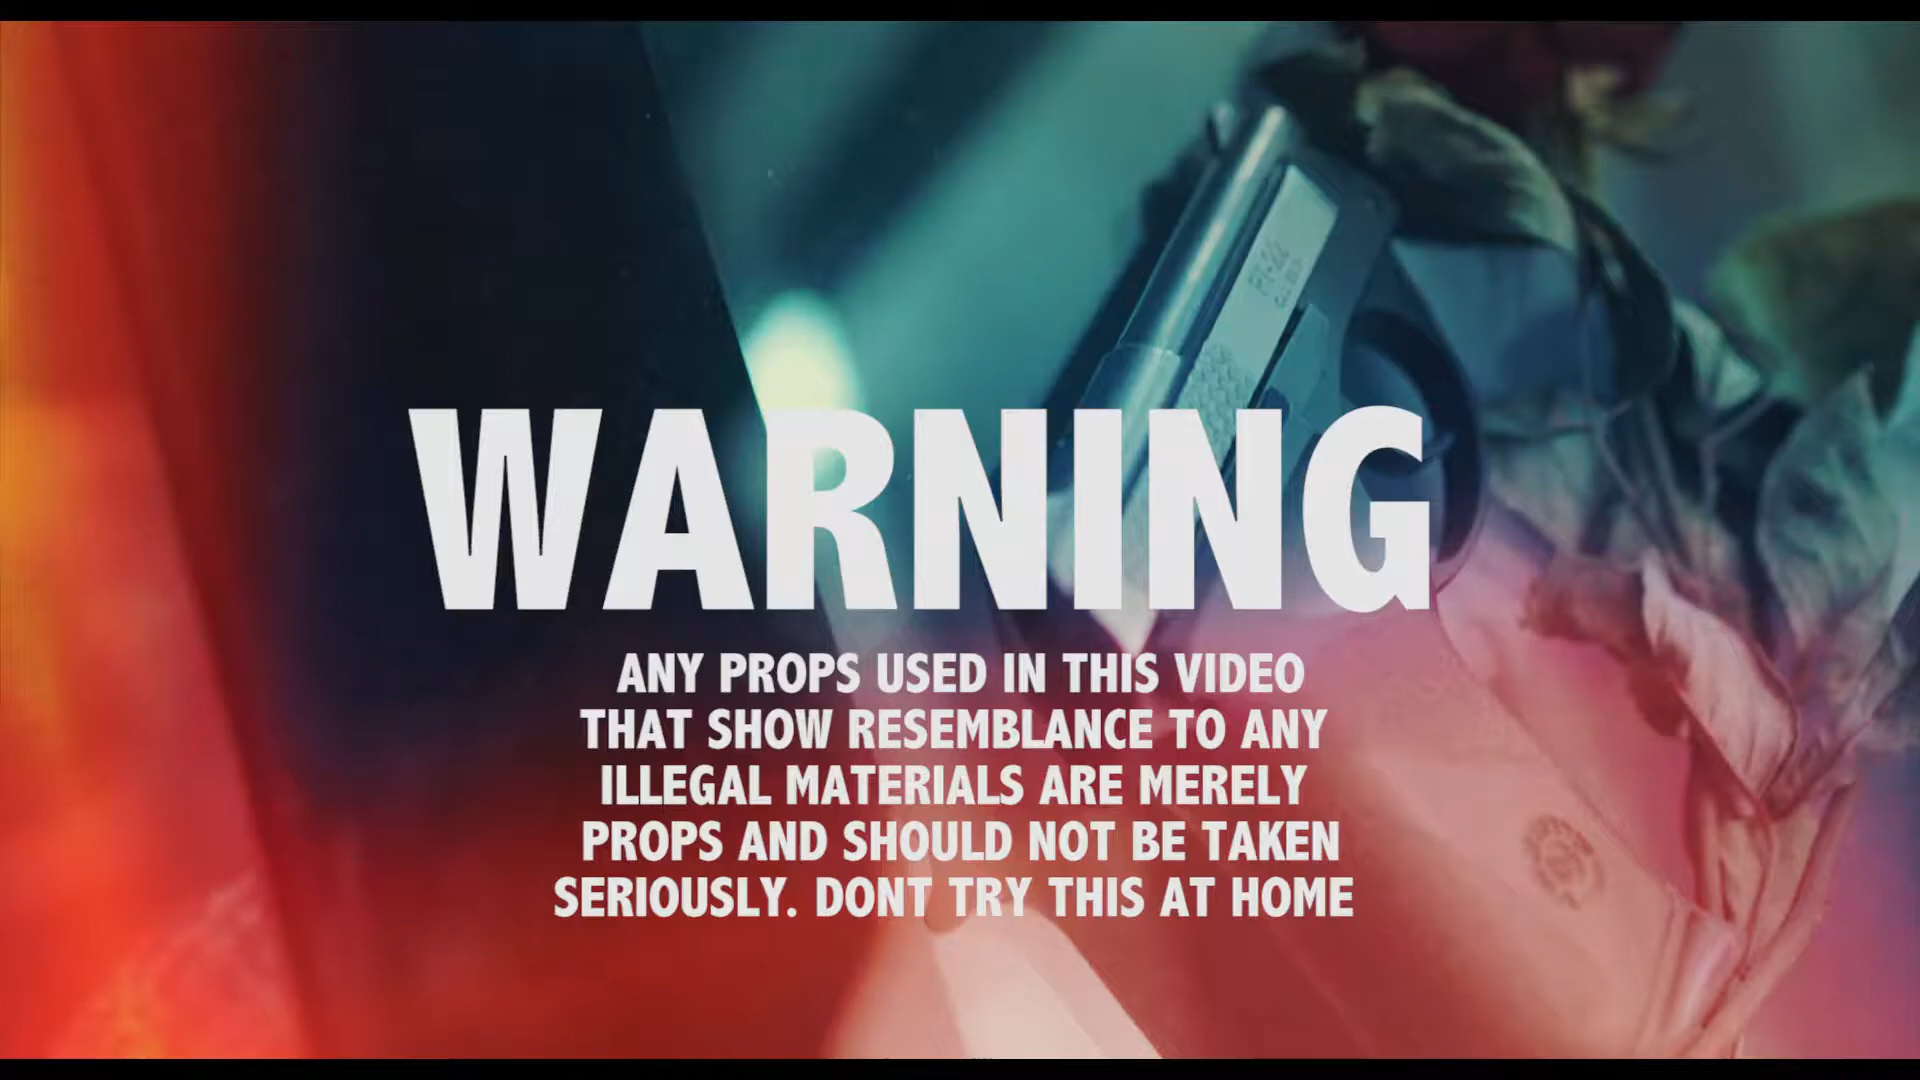 WARNING
ANY PROPS USED IN THIS VIDEO
THAT SHOW RESEMBLANCE TO ANY
ILLEGAL MATERIALS ARE MERELY
PROPS AND SHOULD NOT BE TAKEN
SERIOUSLY. DONT TRY THIS AT HOME